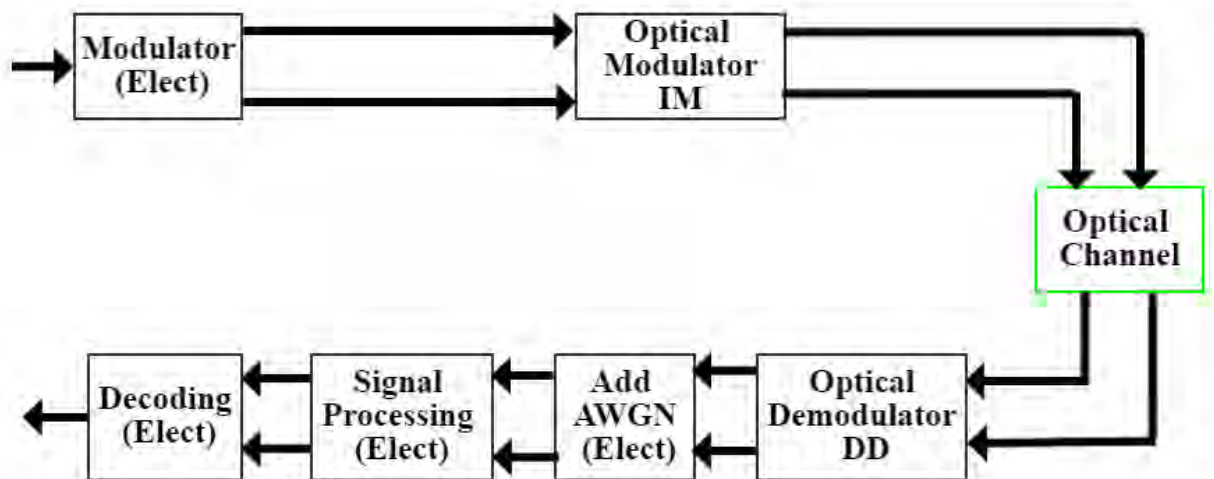 Modulator
(Elect)
Optical
Modulator
IM
Optical
Channel
Decoding
(Elect)
Signal
Processing
(Elect)
Add
AWGN
(Elect)
Optical
Demodulator
DD